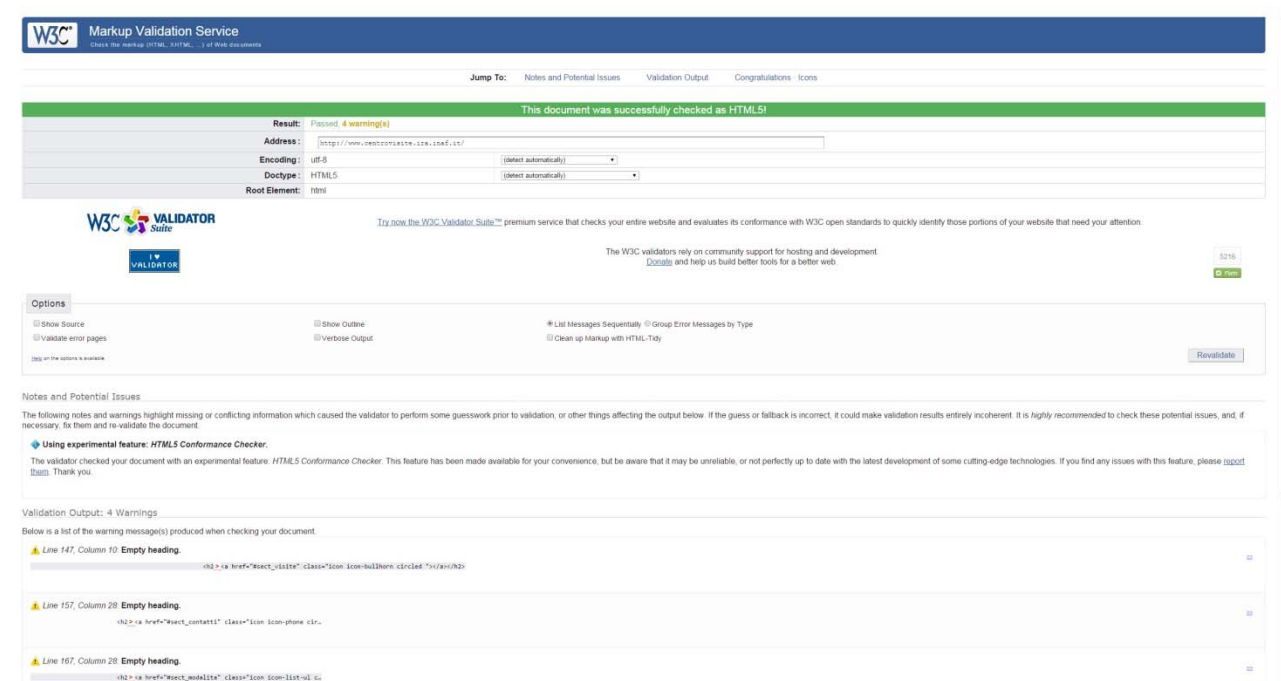 W3C® Markup Validation Service
Check the markup (HTML, XHTML, ...) of Web documents
Jump To: Notes and Potential Issues Validation Output Congratulations · Icons
This document was successfully checked as HTML5!
Result: Passed, 4 warning(s)
Address : http://www.centrovisite.ira.inaf.it/
Encoding : utf-8 (detect automatically)
Doctype : HTML5 (detect automatically)
Root Element: html
W3C VALIDATOR Suite
Try now the W3C Validator Suite™ premium service that checks your entire website and evaluates its conformance with W3C open standards to quickly identify those portions of your website that need your attention.
I ♥ VALIDATOR
The W3C validators rely on community support for hosting and development.
Donate and help us build better tools for a better web.
5216
Flattr
Options
Show Source Show Outline List Messages Sequentially Group Error Messages by Type
Validate error pages Verbose Output Clean up Markup with HTML-Tidy
Help on the options is available.
Revalidate
Notes and Potential Issues
The following notes and warnings highlight missing or conflicting information which caused the validator to perform some guesswork prior to validation, or other things affecting the output below. If the guess or fallback is incorrect, it could make validation results entirely incoherent. It is highly recommended to check these potential issues, and, if
necessary, fix them and re-validate the document.
Using experimental feature: HTML5 Conformance Checker.
The validator checked your document with an experimental feature: HTML5 Conformance Checker. This feature has been made available for your convenience, but be aware that it may be unreliable, or not perfectly up to date with the latest development of some cutting-edge technologies. If you find any issues with this feature, please report
them. Thank you.
Validation Output: 4 Warnings
Below is a list of the warning message(s) produced when checking your document.
Line 147, Column 10: Empty heading.
<h2><a href="#sect_visite" class="icon icon-bullhorn circled "></a></h2>
Line 157, Column 28: Empty heading.
<h2><a href="#sect_contatti" class="icon icon-phone cir…
Line 167, Column 28: Empty heading.
<h2><a href="#sect_modalita" class="icon icon-list-ul c…